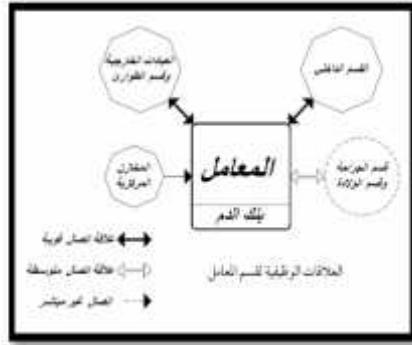 العيادات الخارجية
وقسم الطوارئ
القسم الداخلي
المعامل
بنك الدم
المخازن
المركزية
قسم الجراحة
وقسم الولادة
علاقة اتصال قوية
علاقة اتصال متوسطة
اتصال غير مباشر
العلاقات الوظيفية لقسم المعامل